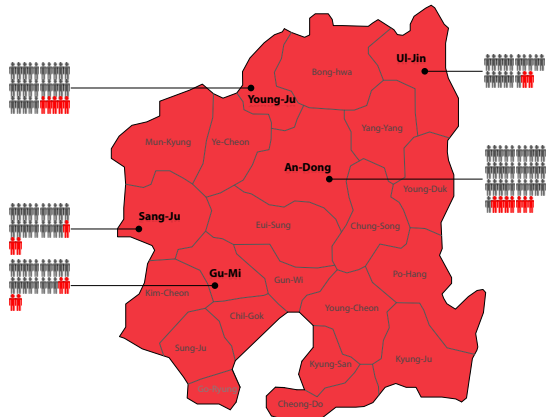 Ul-Jin
Bong-hwa
Young-Ju
Yang-Yang
Mun-Kyung
Ye-Cheon
An-Dong
Young-Duk
Sang-Ju
Eui-Sung
Chung-Song
Gu-Mi
Gun-Wi
Po-Hang
Kim-Cheon
Chil-Gok
Young-Cheon
Sung-Ju
Kyung-San
Kyung-Ju
Cheong-Do